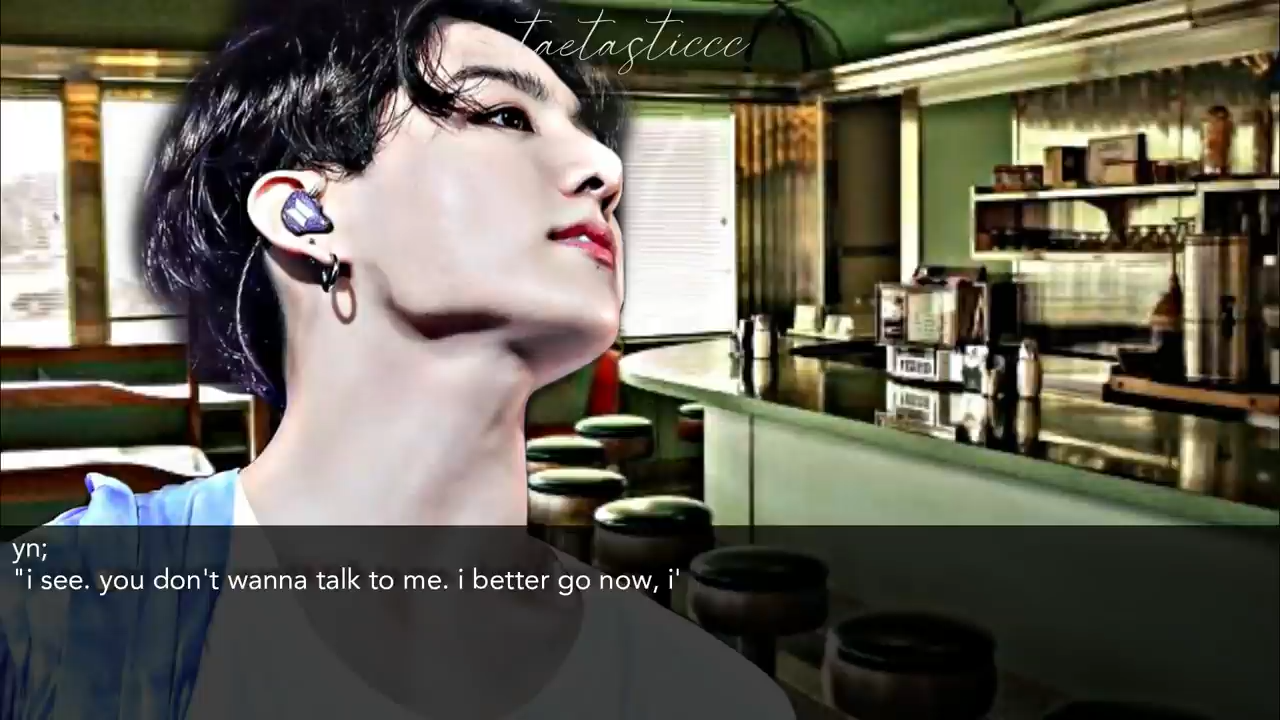 taetasticcc
yn;
"i see. you don't wanna talk to me. i better go now, i'